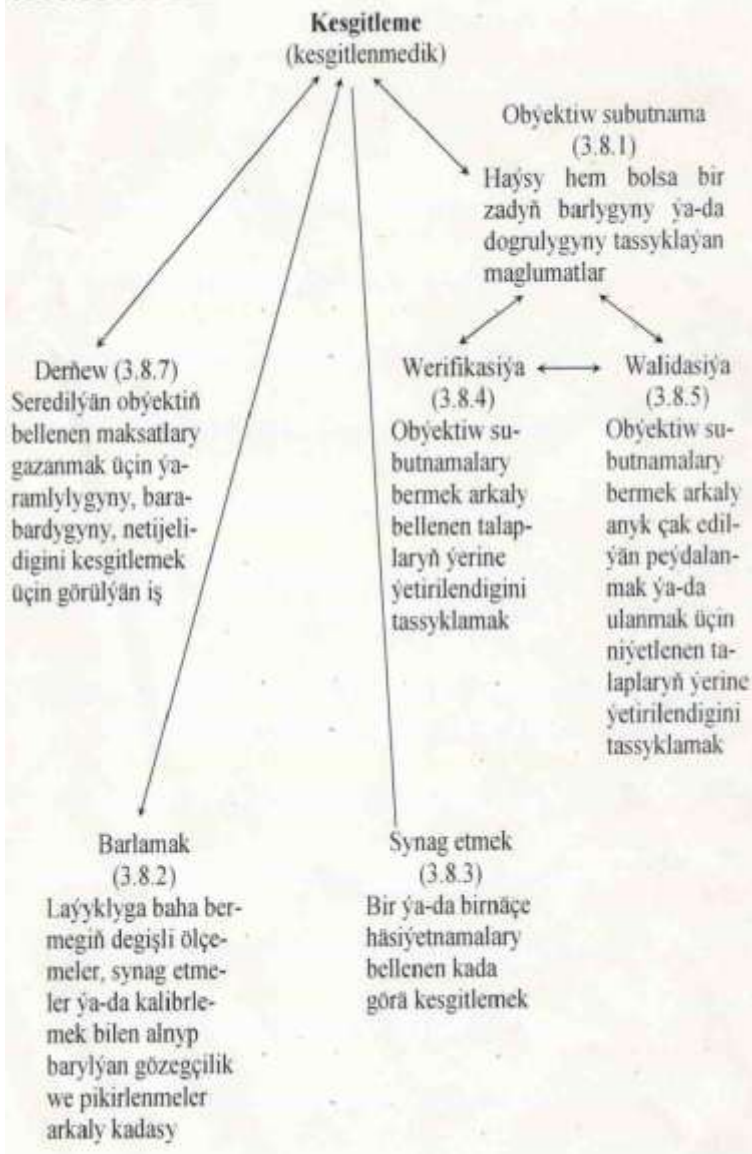 Kesgitleme
(kesgitlenmedik)
Obýektiw subutnama
(3.8.1)
Haýsy hem bolsa bir
zadyň barlygyny ýa-da
dogrulygyny tassyklaýan
maglumatlar
Derňew (3.8.7)
Seredilýän obýektiň
bellenen maksatlary
gazanmak üçin ýa-
ramlylygyny, bara-
bardygyny, netijeli-
digini kesgitlemek
üçin görülýän iş
Werifikasiýa
(3.8.4)
Obýektiw su-
butnamalary
bermek arkaly
bellenen talap-
laryň ýerine
ýetirilendigini
tassyklamak
Walidasiýa
(3.8.5)
Obýektiw su-
butnamalary
bermek arkaly
anyk çak edil-
ýän peýdalan-
mak ýa-da
ulanmak üçin
niýetlenen ta-
laplaryň ýerine
ýetirilendigini
tassyklamak
Barlamak
(3.8.2)
Laýyklyga baha ber-
megiň degişli ölçe-
meler, synag etme-
ler ýa-da kalibrle-
mek bilen alnyp
barylýan gözegçilik
we pikirlenmeler
arkaly kadasy
Synag etmek
(3.8.3)
Bir ýa-da birnäçe
häsiýetnamalary
bellenen kada
görä kesgitlemek